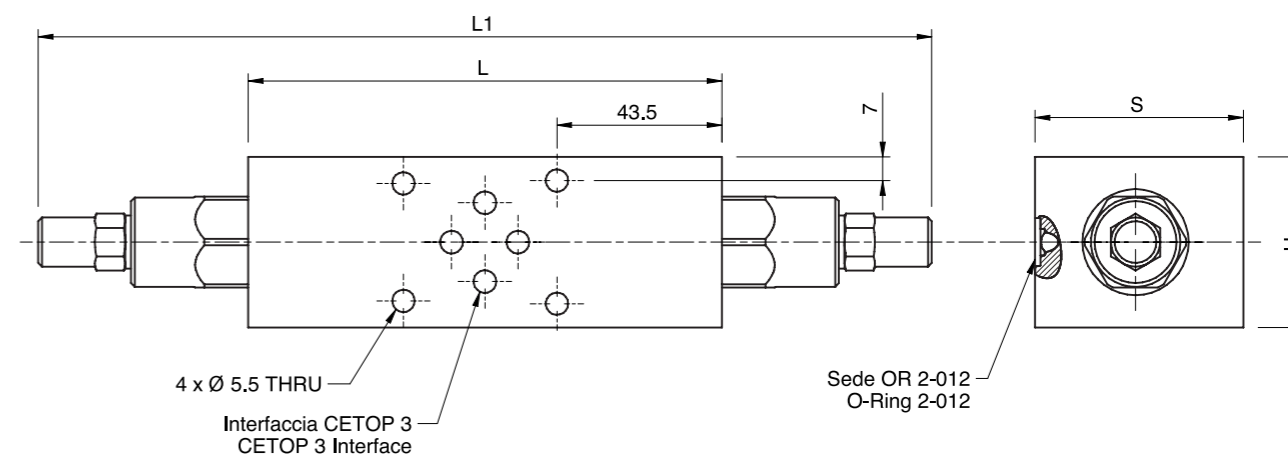 L1
L
43.5
7
S
H
4 x Ø 5.5 THRU
Interfaccia CETOP 3
CETOP 3 Interface
Sede OR 2-012
O-Ring 2-012